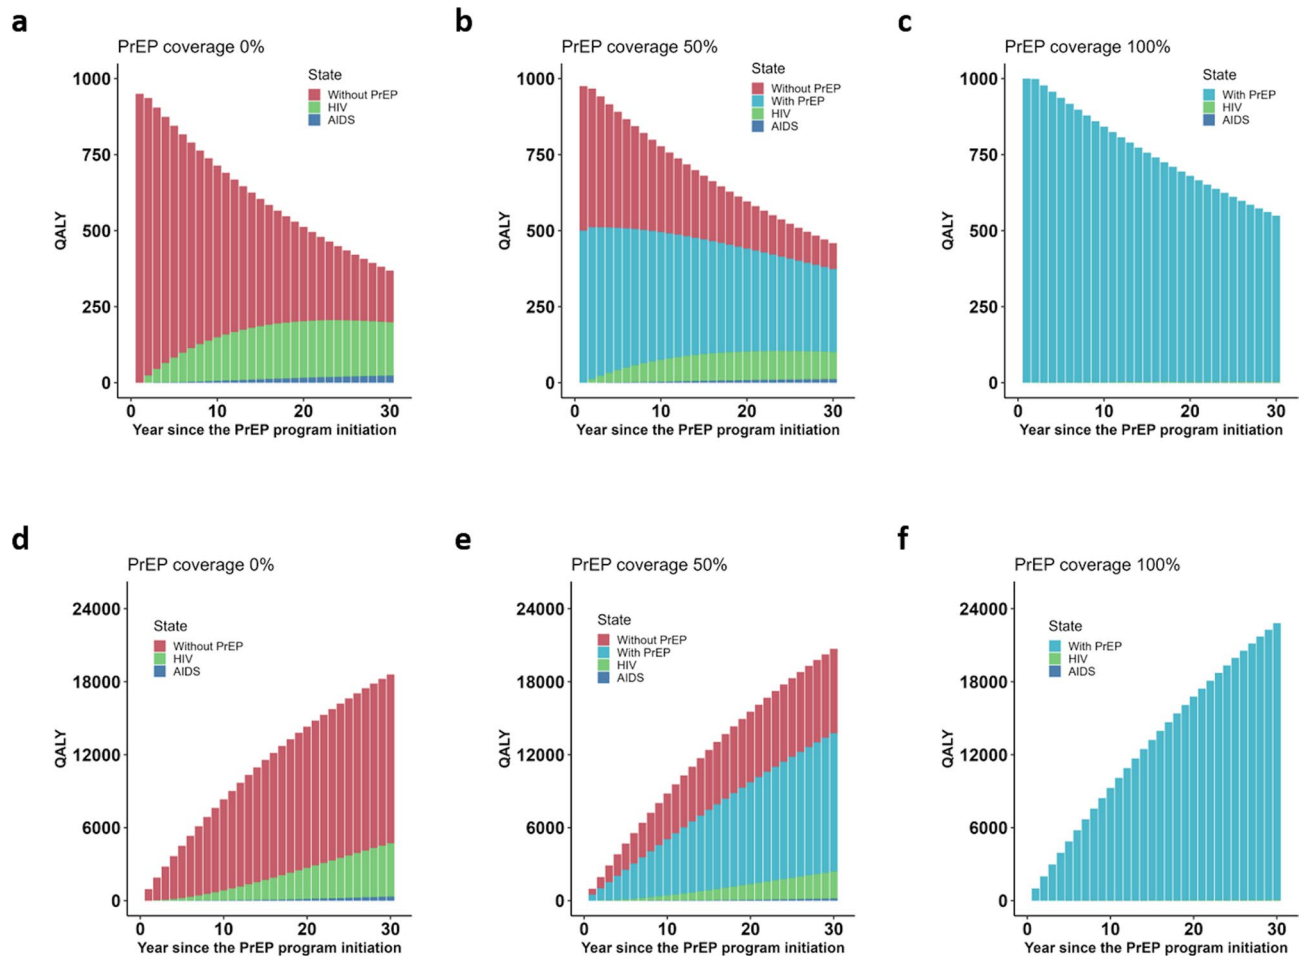 a
PrEP coverage 0%
State
Without PrEP
HIV
AIDS
1000
750
500
250
0
QALY
0 10 20 30
Year since the PrEP program initiation
b
PrEP coverage 50%
State
Without PrEP
With PrEP
HIV
AIDS
1000
750
500
250
0
QALY
0 10 20 30
Year since the PrEP program initiation
c
PrEP coverage 100%
State
With PrEP
HIV
AIDS
1000
750
500
250
0
QALY
0 10 20 30
Year since the PrEP program initiation
d
PrEP coverage 0%
State
Without PrEP
HIV
AIDS
24000
18000
12000
6000
0
QALY
0 10 20 30
Year since the PrEP program initiation
e
PrEP coverage 50%
State
Without PrEP
With PrEP
HIV
AIDS
24000
18000
12000
6000
0
QALY
0 10 20 30
Year since the PrEP program initiation
f
PrEP coverage 100%
State
With PrEP
HIV
AIDS
24000
18000
12000
6000
0
QALY
0 10 20 30
Year since the PrEP program initiation